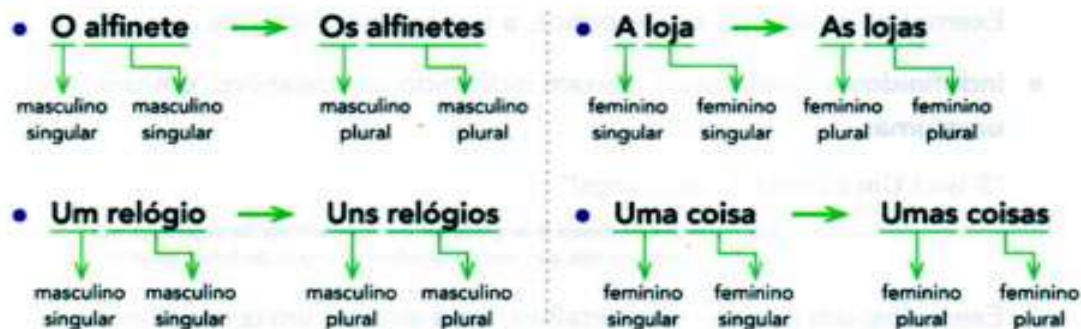 • O alfinete → Os alfinetes
masculino masculino masculino masculino
singular singular plural plural
• A loja → As lojas
feminino feminino feminino feminino
singular singular plural plural
• Um relógio → Uns relógios
masculino masculino masculino masculino
singular singular plural plural
• Uma coisa → Umas coisas
feminino feminino feminino feminino
singular singular plural plural